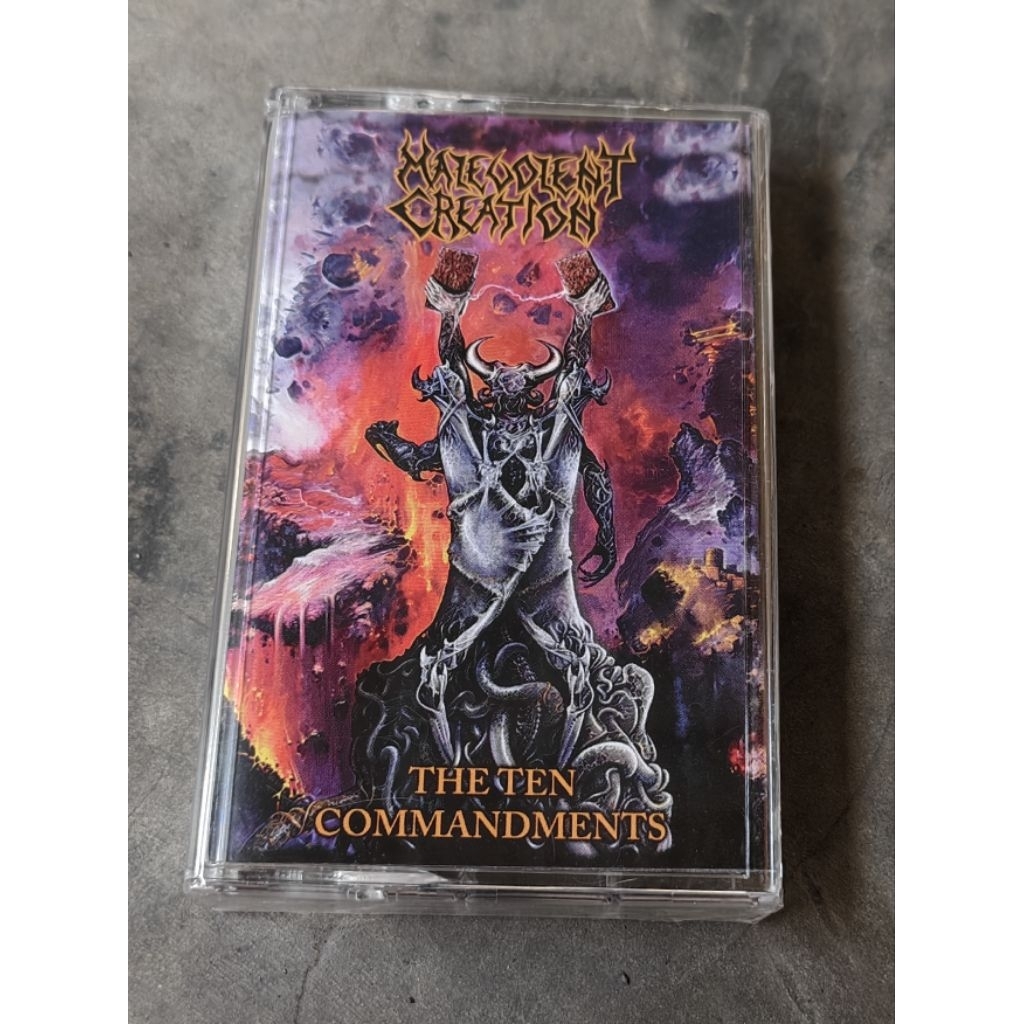 MALEVOLENT
CREATION
THE TEN
COMMANDMENTS